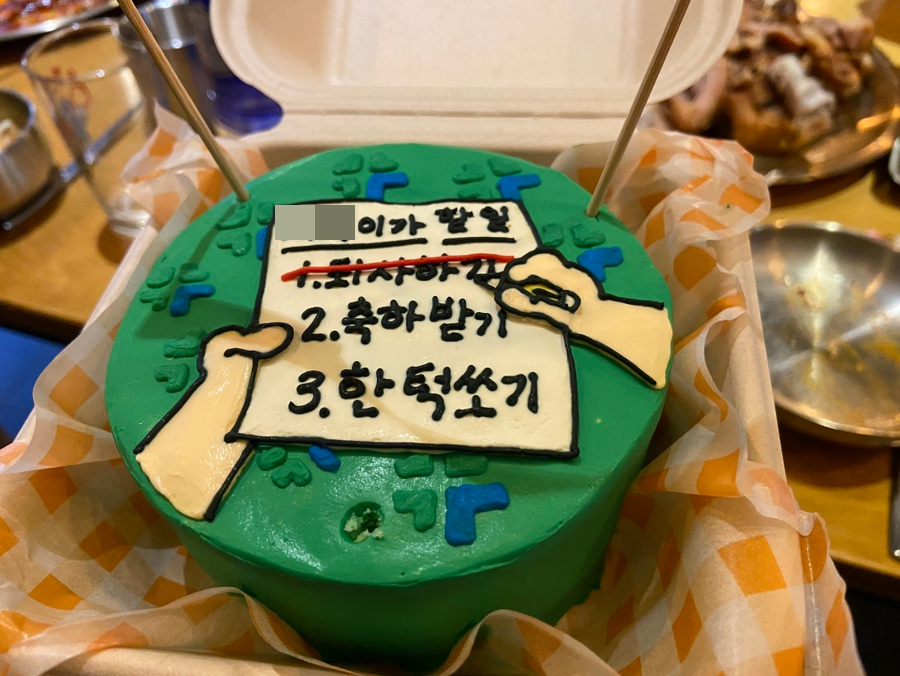 이가 할 일
1.퇴사하기
2.축하받기
3.한턱쏘기